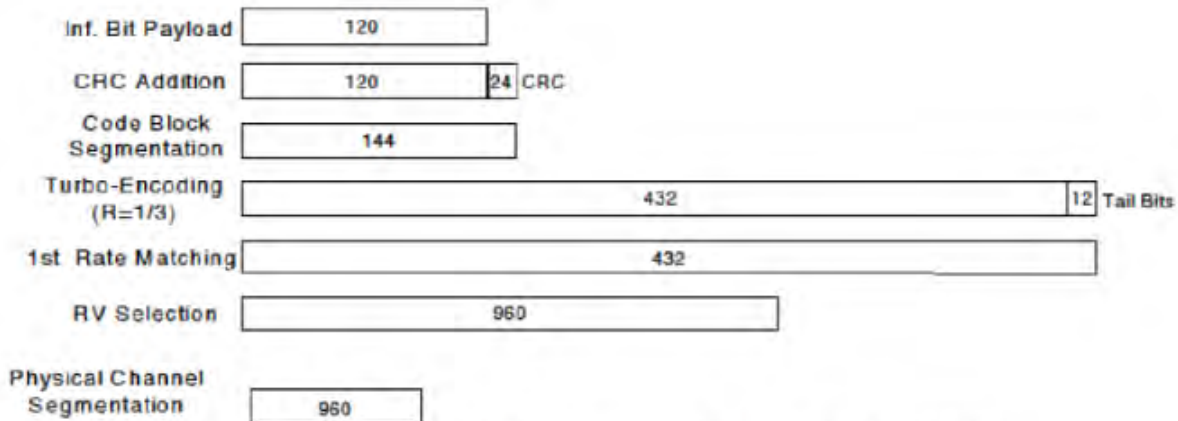 Inf. Bit Payload 120
CRC Addition 120 24 CRC
Code Block
Segmentation 144
Turbo-Encoding
(R=1/3) 432 12 Tail Bits
1st Rate Matching 432
RV Selection 960
Physical Channel
Segmentation 960